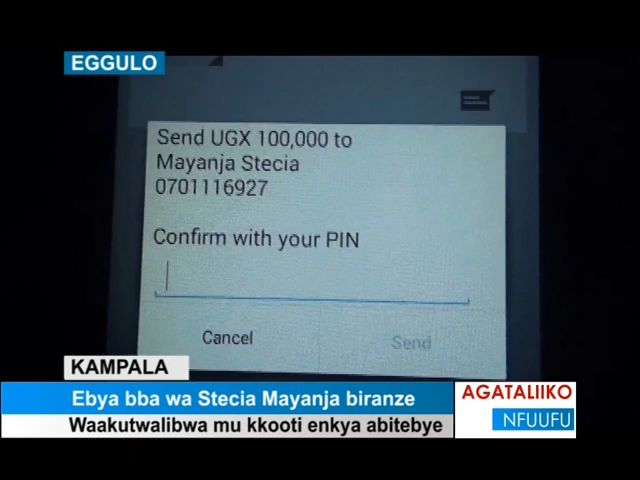 EGGULO
Send UGX 100,000 to
Mayanja Stecia
0701116927
Confirm with your PIN
Cancel
Send
KAMPALA
Ebya bba wa Stecia Mayanja biranze
Waakutwalibwa mu kkooti enkya abitebye
AGATALIIKO
NFUUFU